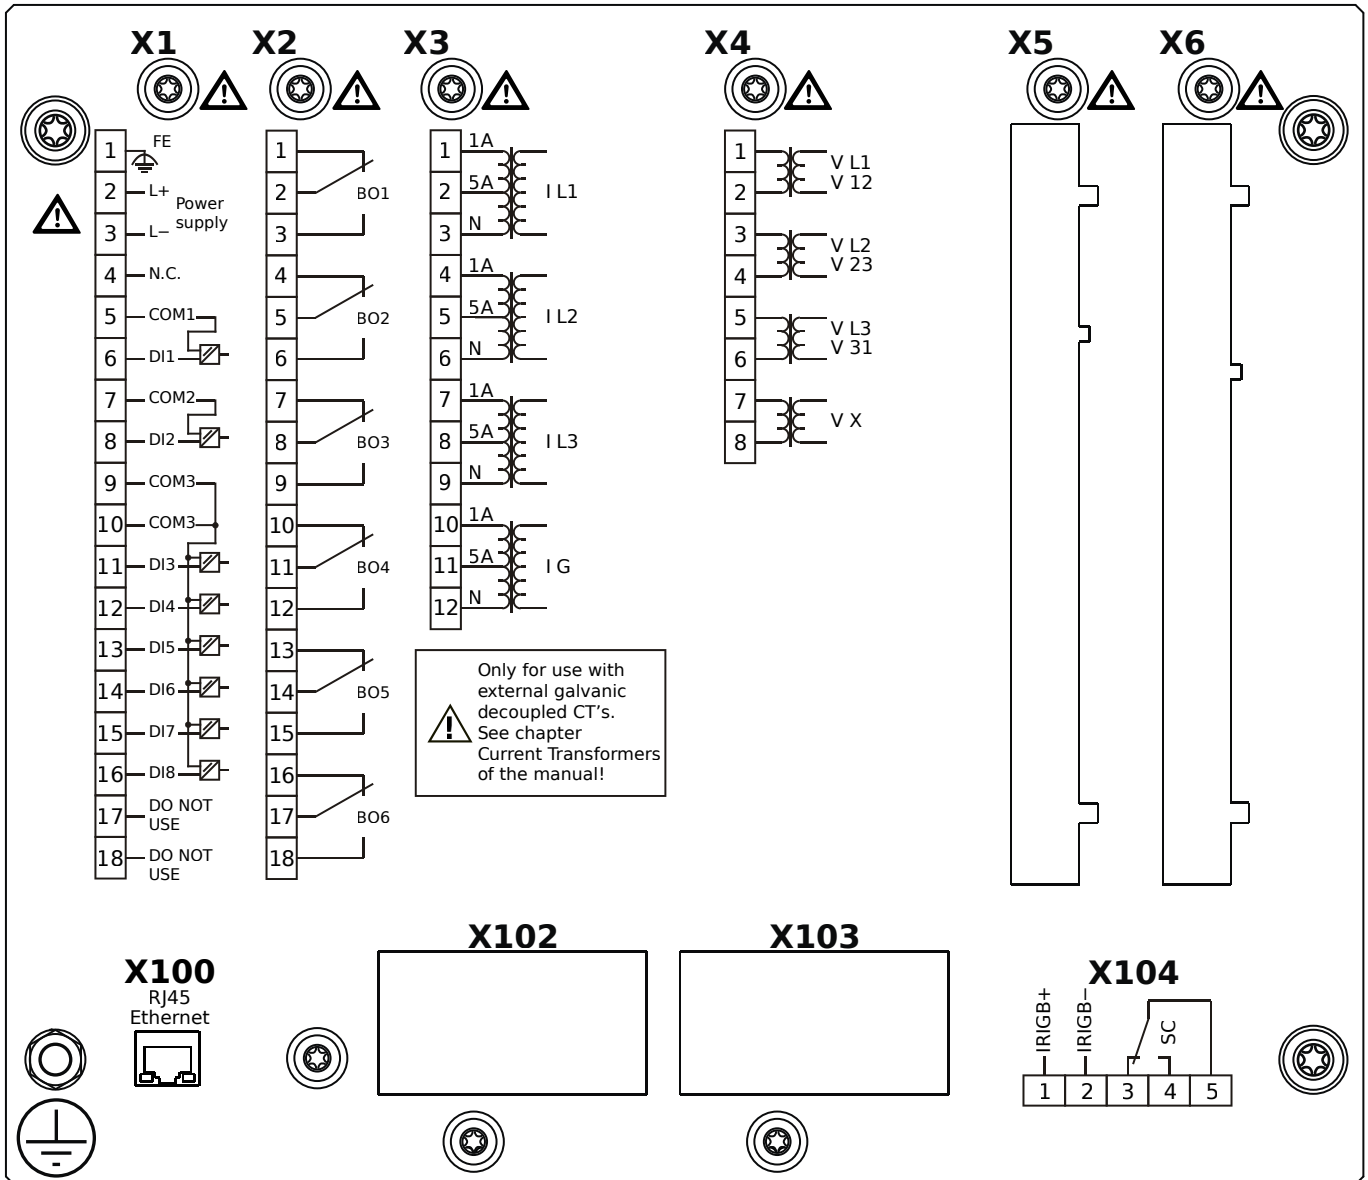 X1
X2
X3
X4
X5
X6
1
FE
2
L+
Power
supply
3
L−
4
N.C.
5
COM1
6
DI1
7
COM2
8
DI2
9
COM3
10
COM3
11
DI3
12
DI4
13
DI5
14
DI6
15
DI7
16
DI8
17
DO NOT
USE
18
DO NOT
USE
1
2
BO1
3
4
5
BO2
6
7
8
BO3
9
10
11
BO4
12
13
14
BO5
15
16
17
BO6
18
1
1A
2
5A
I L1
3
N
4
1A
5
5A
I L2
6
N
7
1A
8
5A
I L3
9
N
10
1A
11
5A
I G
12
N
Only for use with
external galvanic
decoupled CT's.
See chapter
Current Transformers
of the manual!
1
V L1
V 12
2
3
V L2
V 23
4
5
V L3
V 31
6
7
V X
8
X100
RJ45
Ethernet
X102
X103
X104
IRIGB+
IRIGB−
SC
1
2
3
4
5